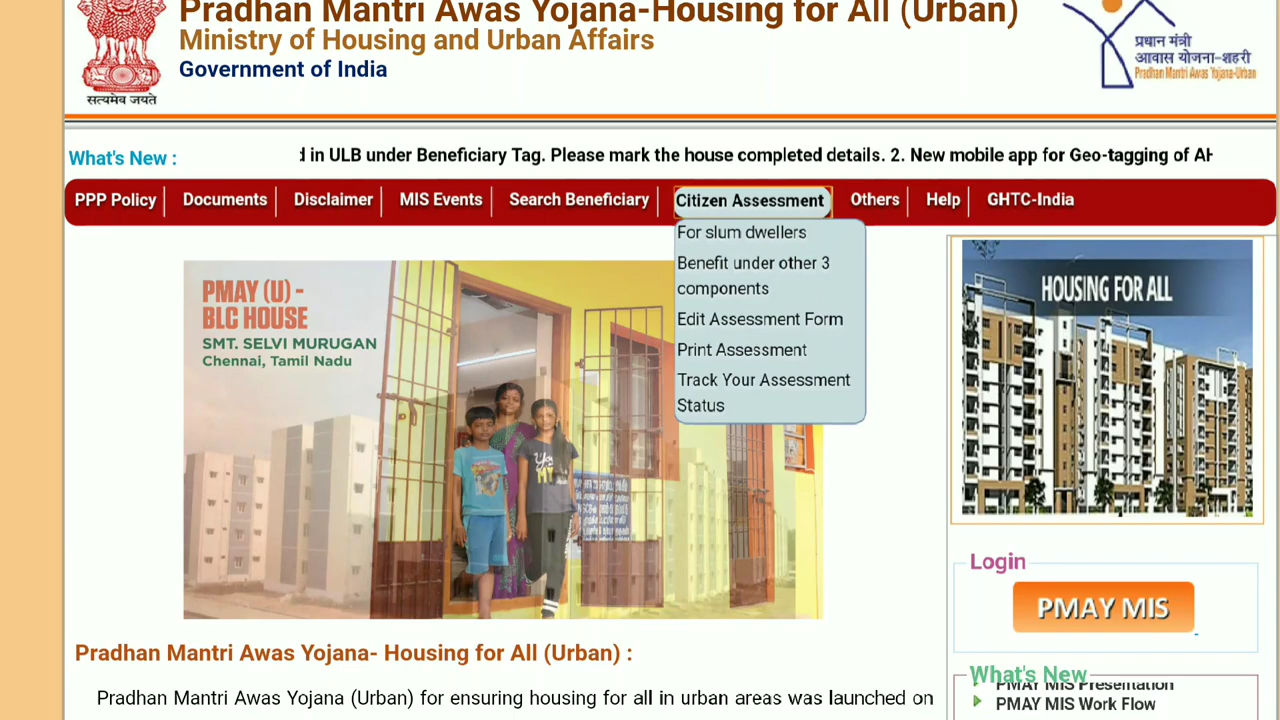 Pradhan Mantri Awas Yojana-Housing for All (Urban)
Ministry of Housing and Urban Affairs
Government of India
सत्यमेव जयते
प्रधान मंत्री
आवास योजना-शहरी
Pradhan Mantri Awas Yojana-Urban
What's New :
in ULB under Beneficiary Tag. Please mark the house completed details. 2. New mobile app for Geo-tagging of
PPP Policy
Documents
Disclaimer
MIS Events
Search Beneficiary
Citizen Assessment
Others
Help
GHTC-India
For slum dwellers
Benefit under other 3
components
Edit Assessment Form
Print Assessment
Track Your Assessment
Status
PMAY (U) -
BLC HOUSE
SMT. SELVI MURUGAN
Chennai, Tamil Nadu
HOUSING FOR ALL
Login
PMAY MIS
What's New
PMAY MIS Presentation
PMAY MIS Work Flow
Pradhan Mantri Awas Yojana- Housing for All (Urban) :
Pradhan Mantri Awas Yojana (Urban) for ensuring housing for all in urban areas was launched on